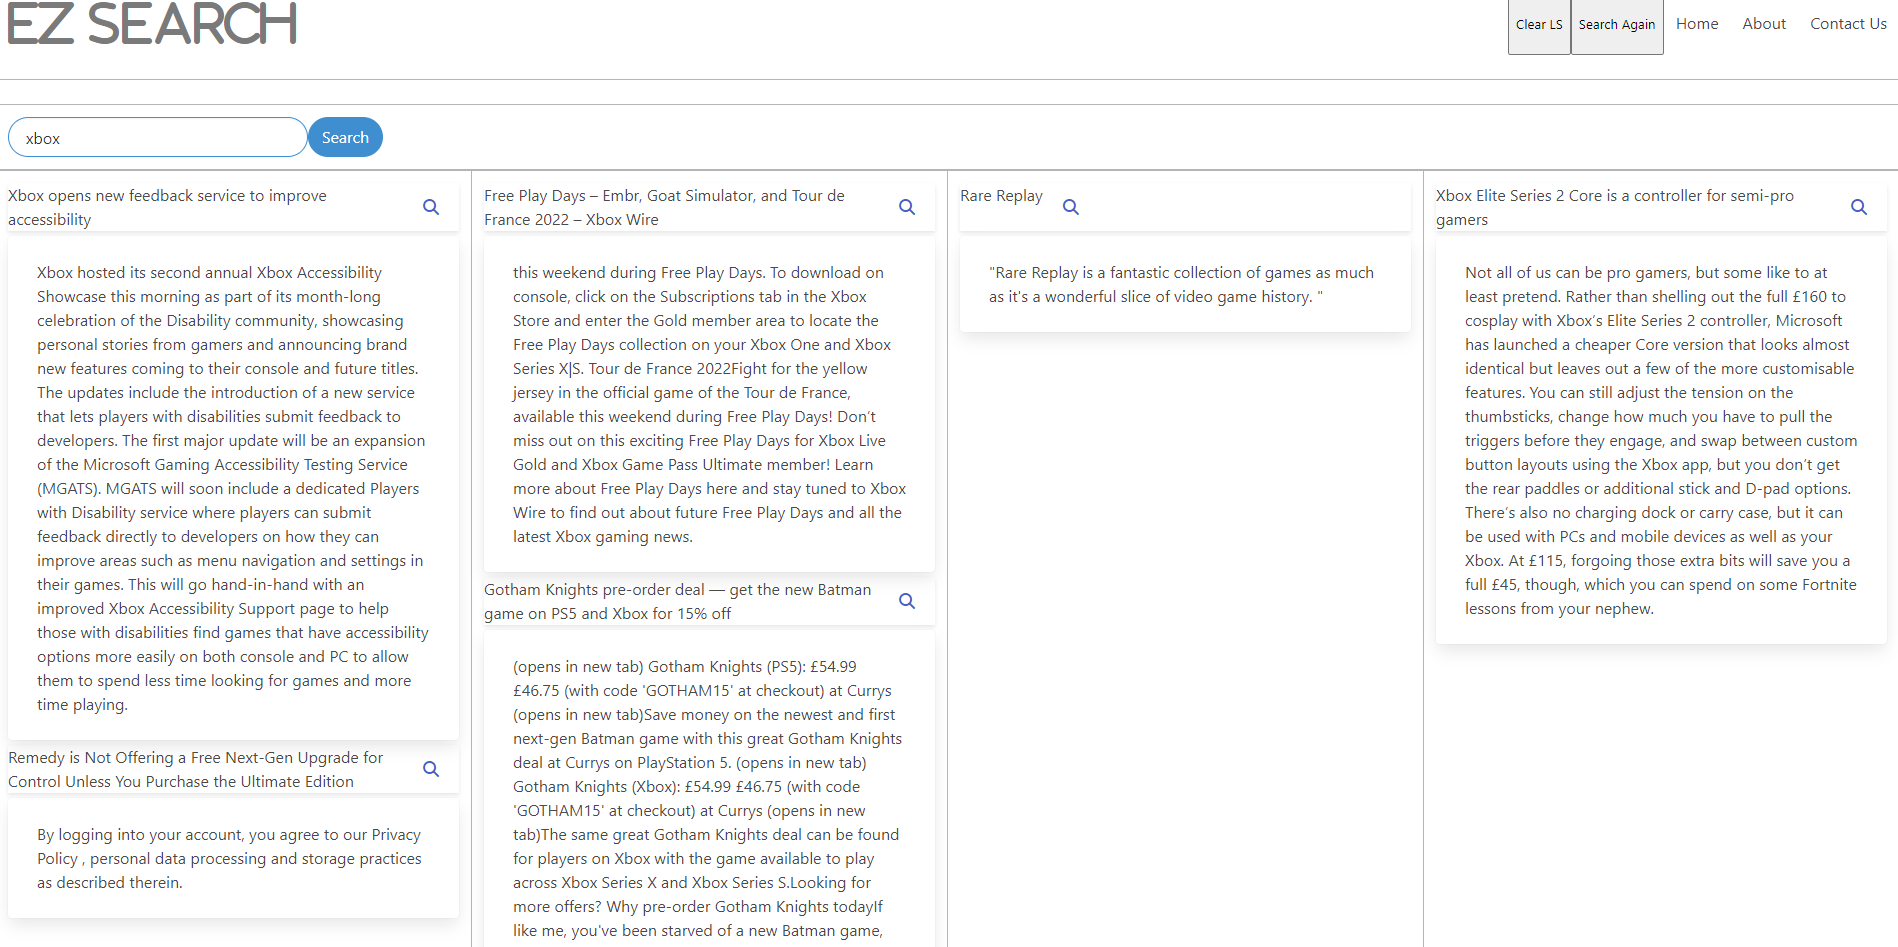 EZ SEARCH
Clear LS
Search Again
Home
About
Contact Us
xbox
Search
Xbox opens new feedback service to improve
accessibility
Xbox hosted its second annual Xbox Accessibility
Showcase this morning as part of its month-long
celebration of the Disability community, showcasing
personal stories from gamers and announcing brand
new features coming to their console and future titles.
The updates include the introduction of a new service
that lets players with disabilities submit feedback to
developers. The first major update will be an expansion
of the Microsoft Gaming Accessibility Testing Service
(MGATS). MGATS will soon include a dedicated Players
with Disability service where players can submit
feedback directly to developers on how they can
improve areas such as menu navigation and settings in
their games. This will go hand-in-hand with an
improved Xbox Accessibility Support page to help
those with disabilities find games that have accessibility
options more easily on both console and PC to allow
them to spend less time looking for games and more
time playing.
Remedy is Not Offering a Free Next-Gen Upgrade for
Control Unless You Purchase the Ultimate Edition
By logging into your account, you agree to our Privacy
Policy , personal data processing and storage practices
as described therein.
Free Play Days – Embr, Goat Simulator, and Tour de
France 2022 – Xbox Wire
this weekend during Free Play Days. To download on
console, click on the Subscriptions tab in the Xbox
Store and enter the Gold member area to locate the
Free Play Days collection on your Xbox One and Xbox
Series X|S. Tour de France 2022Fight for the yellow
jersey in the official game of the Tour de France,
available this weekend during Free Play Days! Don’t
miss out on this exciting Free Play Days for Xbox Live
Gold and Xbox Game Pass Ultimate member! Learn
more about Free Play Days here and stay tuned to Xbox
Wire to find out about future Free Play Days and all the
latest Xbox gaming news.
Gotham Knights pre-order deal — get the new Batman
game on PS5 and Xbox for 15% off
(opens in new tab) Gotham Knights (PS5): £54.99
£46.75 (with code 'GOTHAM15' at checkout) at Currys
(opens in new tab)Save money on the newest and first
next-gen Batman game with this great Gotham Knights
deal at Currys on PlayStation 5. (opens in new tab)
Gotham Knights (Xbox): £54.99 £46.75 (with code
'GOTHAM15' at checkout) at Currys (opens in new
tab)The same great Gotham Knights deal can be found
for players on Xbox with the game available to play
across Xbox Series X and Xbox Series S.Looking for
more offers? Why pre-order Gotham Knights todayIf
like me, you've been starved of a new Batman game,
Rare Replay
"Rare Replay is a fantastic collection of games as much
as it’s a wonderful slice of video game history. "
Xbox Elite Series 2 Core is a controller for semi-pro
gamers
Not all of us can be pro gamers, but some like to at
least pretend. Rather than shelling out the full £160 to
cosplay with Xbox’s Elite Series 2 controller, Microsoft
has launched a cheaper Core version that looks almost
identical but leaves out a few of the more customisable
features. You can still adjust the tension on the
thumbsticks, change how much you have to pull the
triggers before they engage, and swap between custom
button layouts using the Xbox app, but you don’t get
the rear paddles or additional stick and D-pad options.
There’s also no charging dock or carry case, but it can
be used with PCs and mobile devices as well as your
Xbox. At £115, forgoing those extra bits will save you a
full £45, though, which you can spend on some Fortnite
lessons from your nephew.